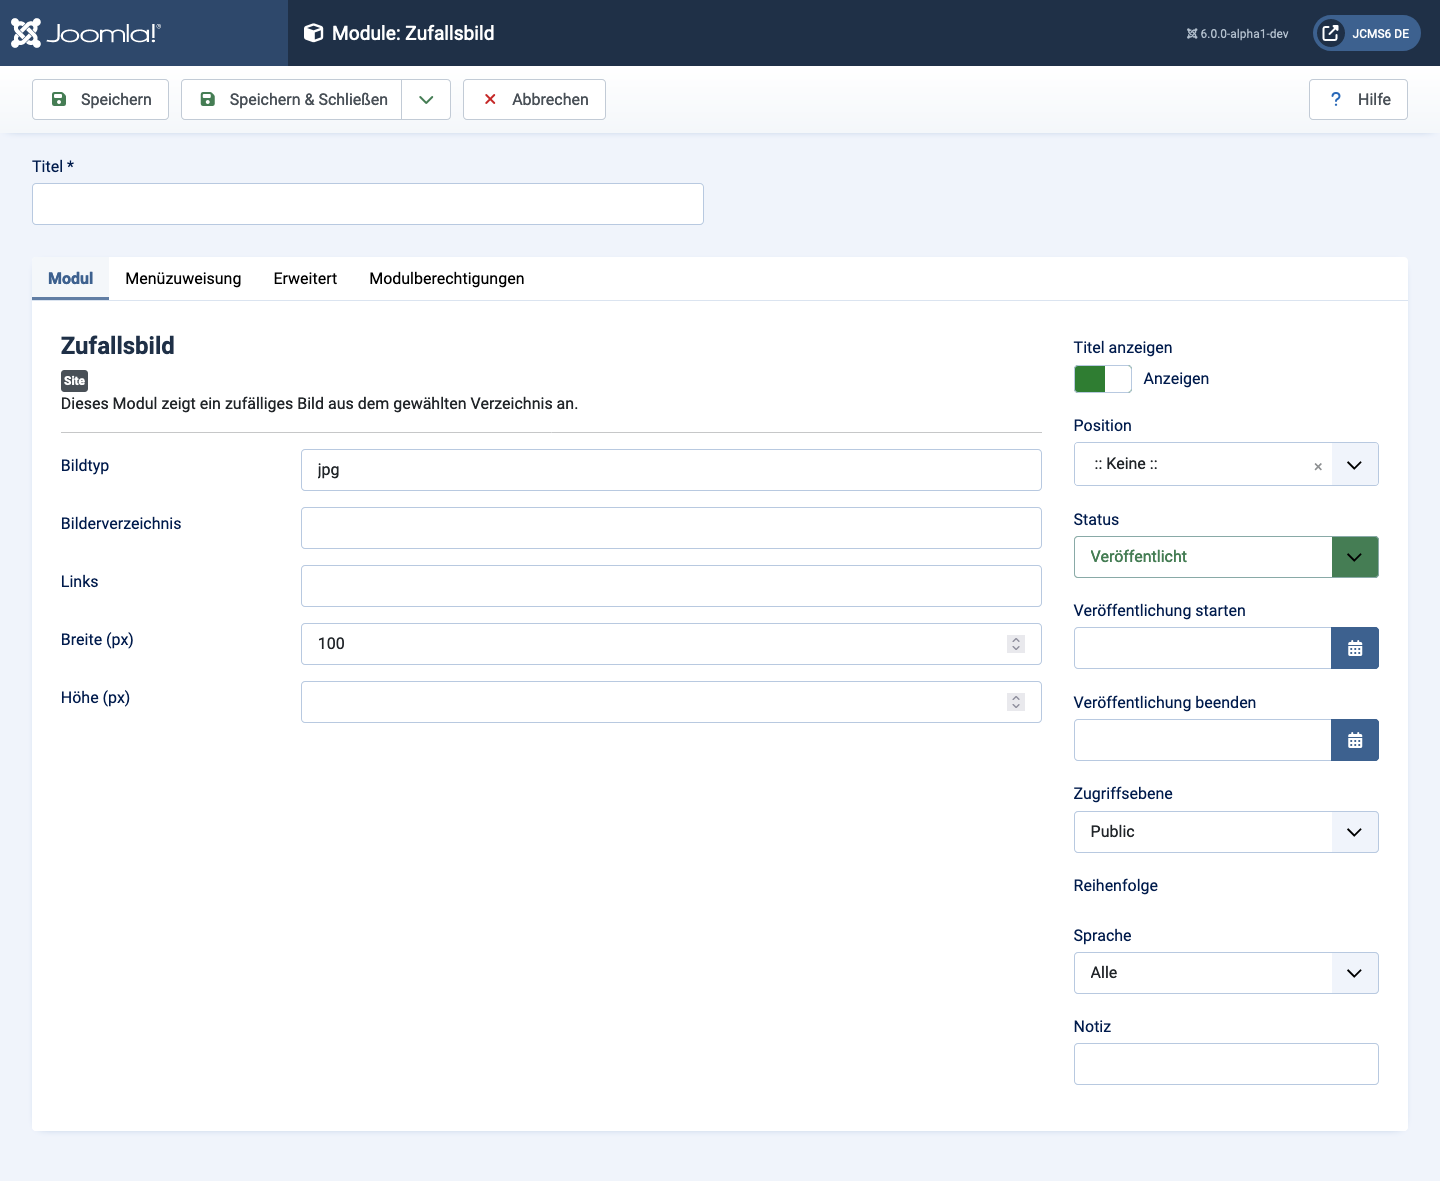 Joomla!®
Module: Zufallsbild
6.0.0-alpha1-dev
JCMS6 DE
Speichern
Speichern & Schließen
Abbrechen
? Hilfe
Titel *
Modul
Menüzuweisung
Erweitert
Modulberechtigungen
Zufallsbild
Site
Dieses Modul zeigt ein zufälliges Bild aus dem gewählten Verzeichnis an.
Bildtyp
jpg
Bilderverzeichnis
Links
Breite (px)
100
Höhe (px)
Titel anzeigen
Anzeigen
Position
:: Keine ::
×
Status
Veröffentlicht
Veröffentlichung starten
Veröffentlichung beenden
Zugriffsebene
Public
Reihenfolge
Sprache
Alle
Notiz